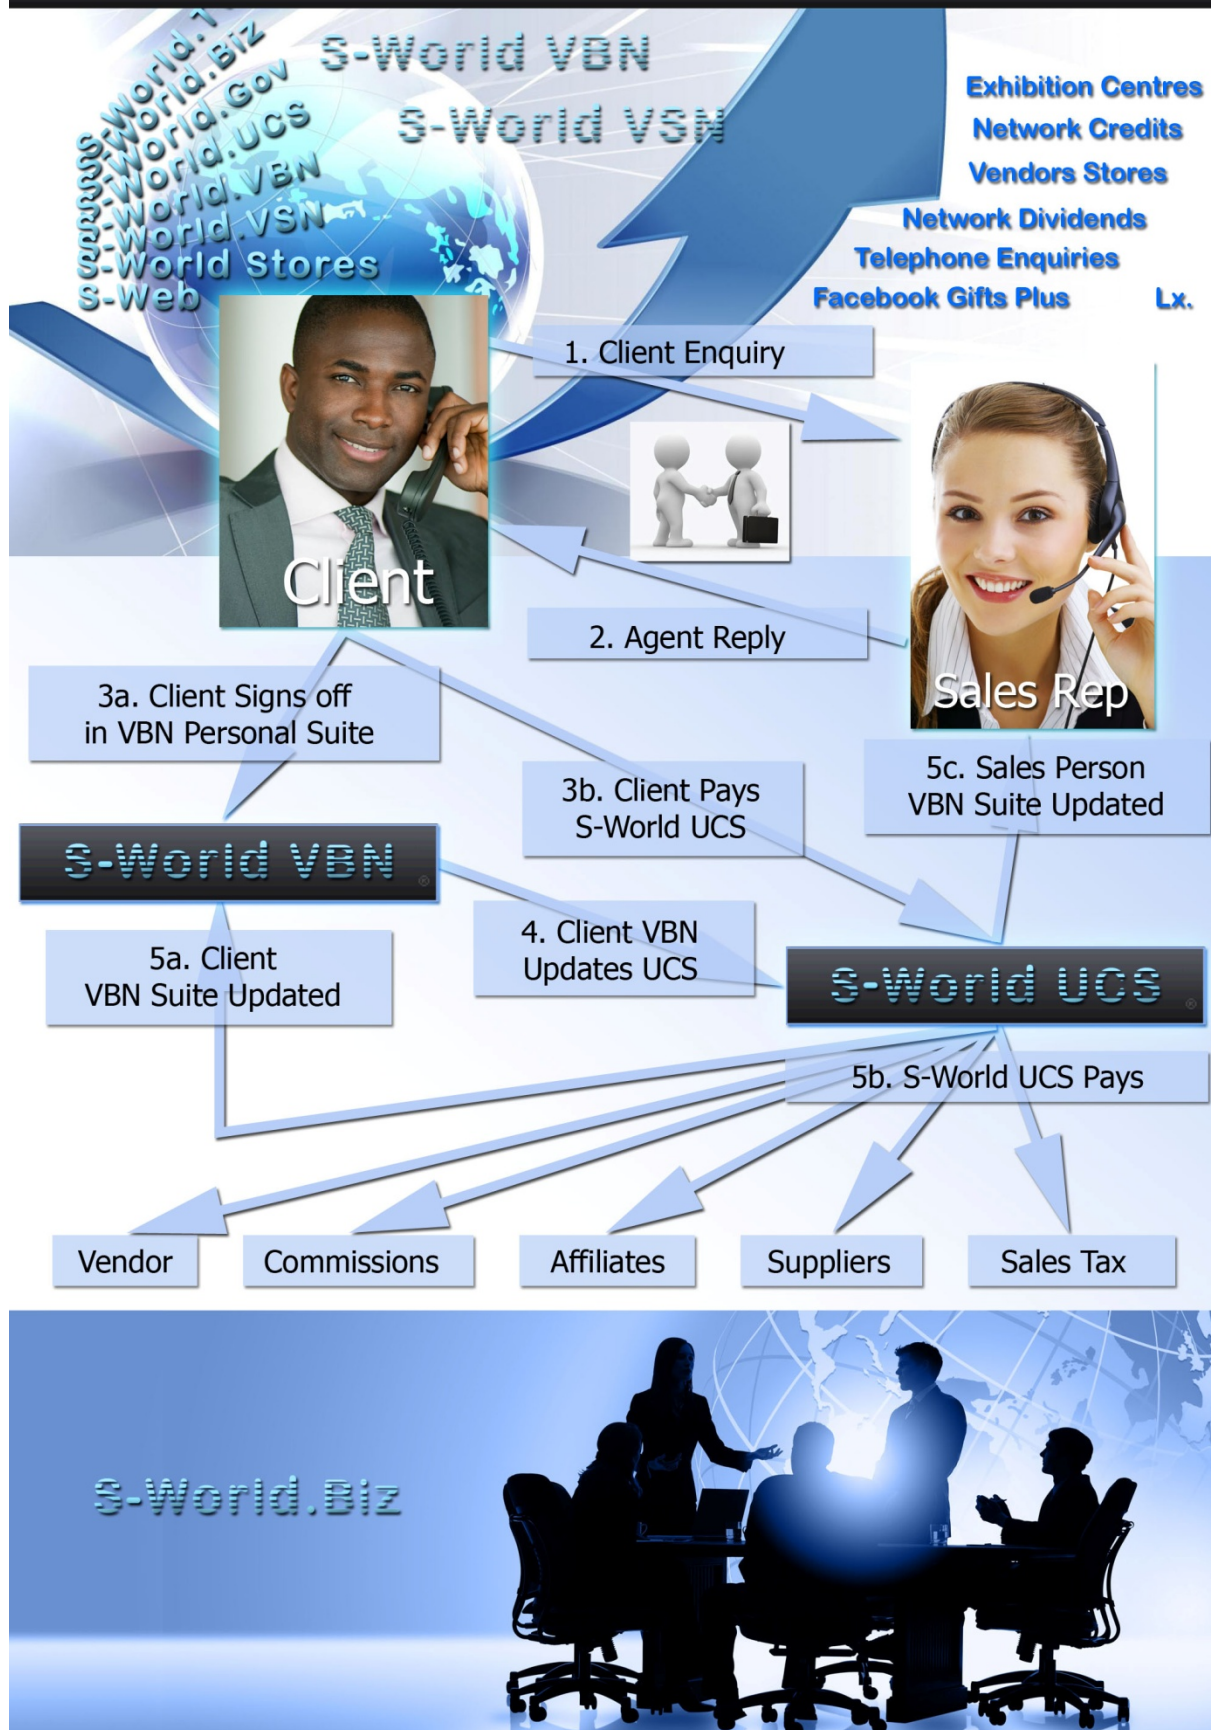 S-World.Biz
S-World.Gov
S-World.UCS
S-World.VBN
S-World.VSN
S-World Stores
S-Web
S-World VBN
S-World VSN
Exhibition Centres
Network Credits
Vendors Stores
Network Dividends
Telephone Enquiries
Facebook Gifts Plus
Lx.
1. Client Enquiry
Client
2. Agent Reply
Sales Rep
3a. Client Signs off
in VBN Personal Suite
3b. Client Pays
S-World UCS
5c. Sales Person
VBN Suite Updated
S-World VBN
5a. Client
VBN Suite Updated
4. Client VBN
Updates UCS
S-World UCS
5b. S-World UCS Pays
Vendor
Commissions
Affiliates
Suppliers
Sales Tax
S-World.Biz